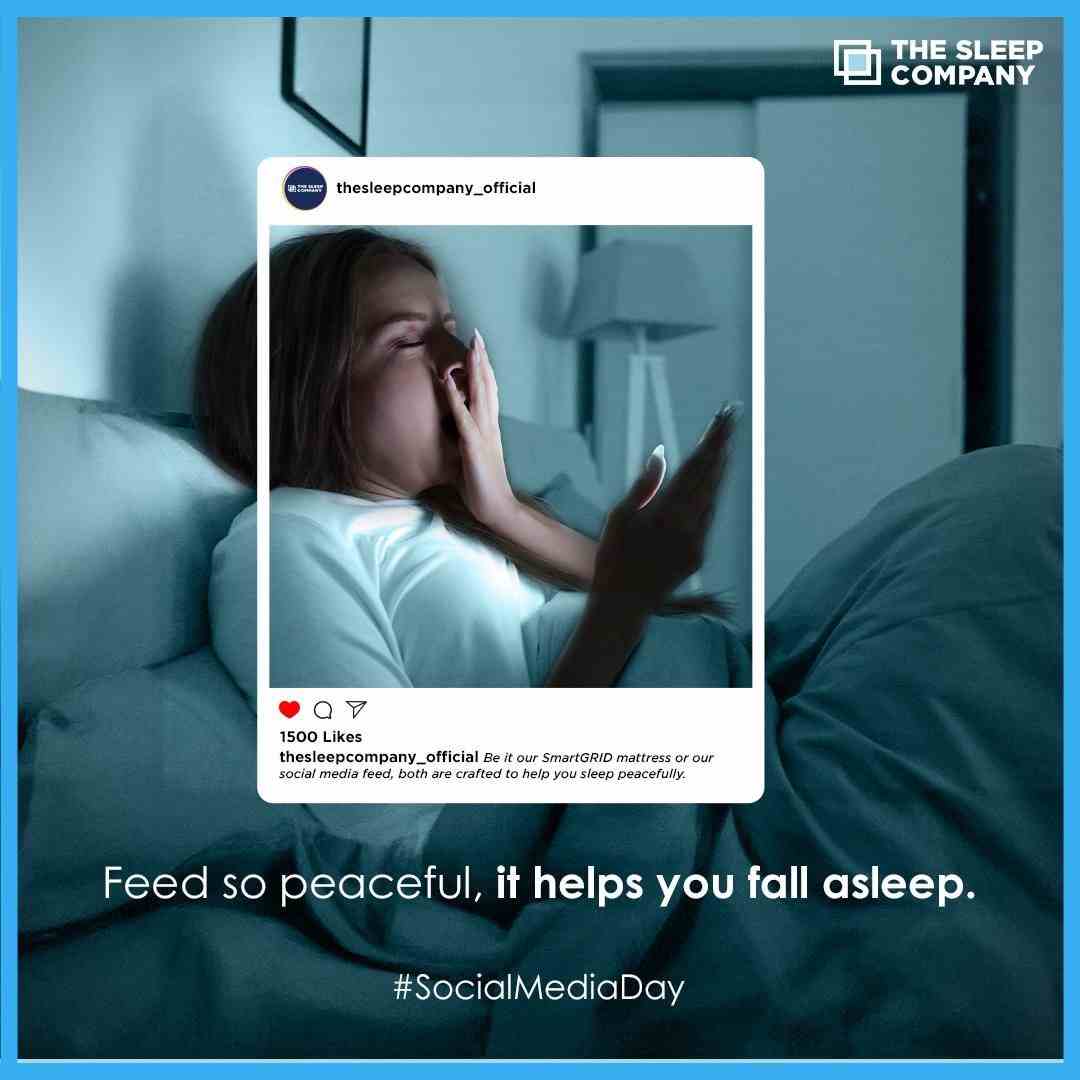 THE SLEEP
COMPANY
THE SLEEP
COMPANY
thesleepcompany_official
1500 Likes
thesleepcompany_official Be it our SmartGRID mattress or our
social media feed, both are crafted to help you sleep peacefully.
Feed so peaceful, it helps you fall asleep.
#SocialMediaDay